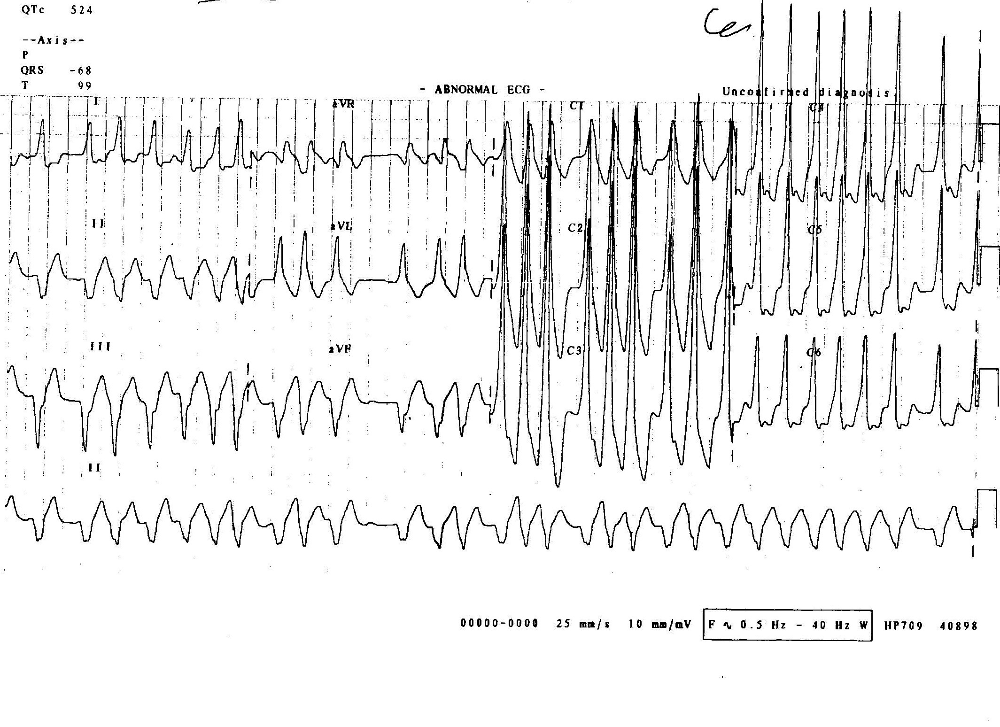 QTc 524
--Axis--
P
QRS -68
T 99
- ABNORMAL ECG -
Unconfirmed diagnosis.
I aVR C1 C4
II aVL C2 C5
III aVF C3 C6
II
00000-0000 25 mm/s 10 mm/mV F ∿ 0.5 Hz - 40 Hz W HP709 40898